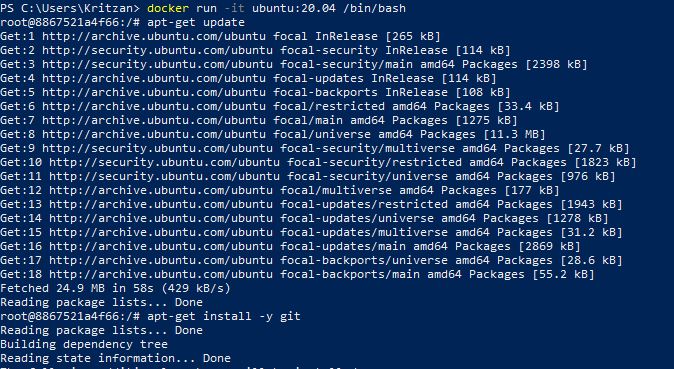 PS C:\Users\Kritzan> docker run -it ubuntu:20.04 /bin/bash
root@8867521a4f66:/# apt-get update
Get:1 http://archive.ubuntu.com/ubuntu focal InRelease [265 kB]
Get:2 http://security.ubuntu.com/ubuntu focal-security InRelease [114 kB]
Get:3 http://security.ubuntu.com/ubuntu focal-security/main amd64 Packages [2398 kB]
Get:4 http://archive.ubuntu.com/ubuntu focal-updates InRelease [114 kB]
Get:5 http://archive.ubuntu.com/ubuntu focal-backports InRelease [108 kB]
Get:6 http://archive.ubuntu.com/ubuntu focal/restricted amd64 Packages [33.4 kB]
Get:7 http://archive.ubuntu.com/ubuntu focal/main amd64 Packages [1275 kB]
Get:8 http://archive.ubuntu.com/ubuntu focal/universe amd64 Packages [11.3 MB]
Get:9 http://security.ubuntu.com/ubuntu focal-security/multiverse amd64 Packages [27.7 kB]
Get:10 http://security.ubuntu.com/ubuntu focal-security/restricted amd64 Packages [1823 kB]
Get:11 http://security.ubuntu.com/ubuntu focal-security/universe amd64 Packages [976 kB]
Get:12 http://archive.ubuntu.com/ubuntu focal/multiverse amd64 Packages [177 kB]
Get:13 http://archive.ubuntu.com/ubuntu focal-updates/restricted amd64 Packages [1943 kB]
Get:14 http://archive.ubuntu.com/ubuntu focal-updates/universe amd64 Packages [1278 kB]
Get:15 http://archive.ubuntu.com/ubuntu focal-updates/multiverse amd64 Packages [31.2 kB]
Get:16 http://archive.ubuntu.com/ubuntu focal-updates/main amd64 Packages [2869 kB]
Get:17 http://archive.ubuntu.com/ubuntu focal-backports/universe amd64 Packages [28.6 kB]
Get:18 http://archive.ubuntu.com/ubuntu focal-backports/main amd64 Packages [55.2 kB]
Fetched 24.9 MB in 58s (429 kB/s)
Reading package lists... Done
root@8867521a4f66:/# apt-get install -y git
Reading package lists... Done
Building dependency tree
Reading state information... Done